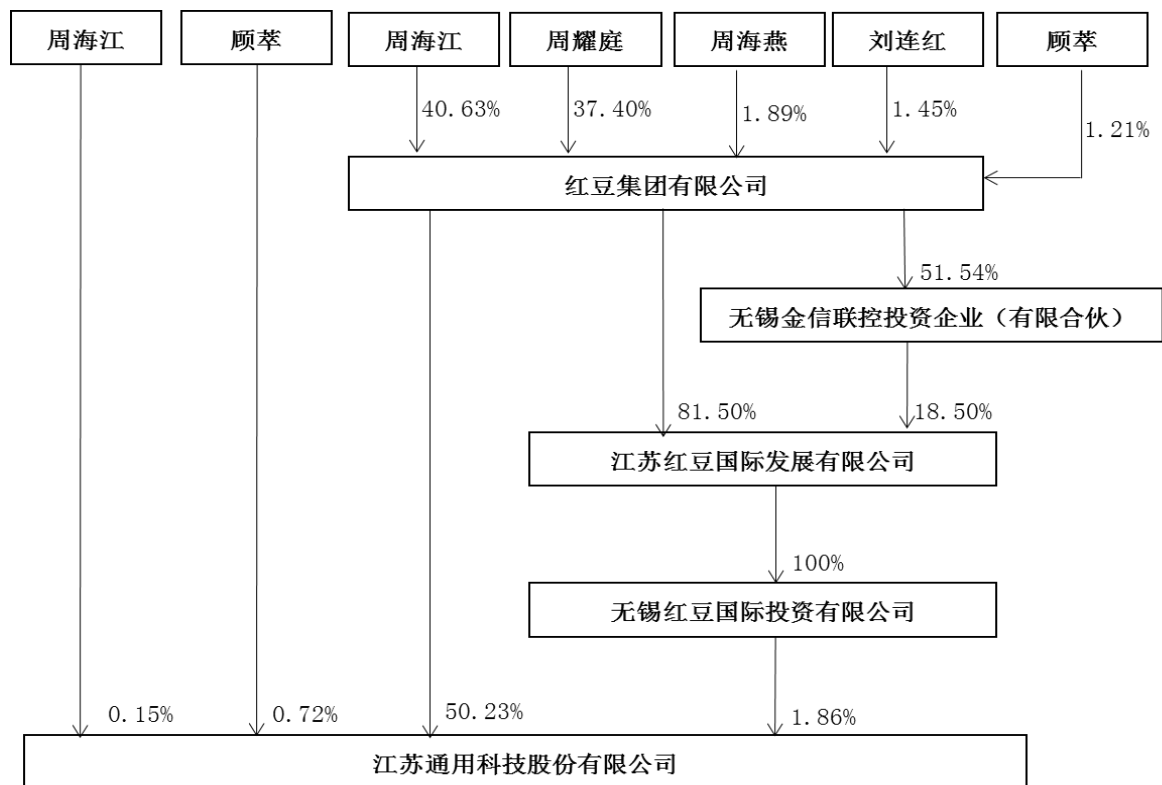 周海江
顾萃
周海江
周耀庭
周海燕
刘连红
顾萃
40.63%
37.40%
1.89%
1.45%
1.21%
红豆集团有限公司
51.54%
无锡金信联控投资企业（有限合伙）
81.50%
18.50%
江苏红豆国际发展有限公司
100%
无锡红豆国际投资有限公司
0.15%
0.72%
50.23%
1.86%
江苏通用科技股份有限公司